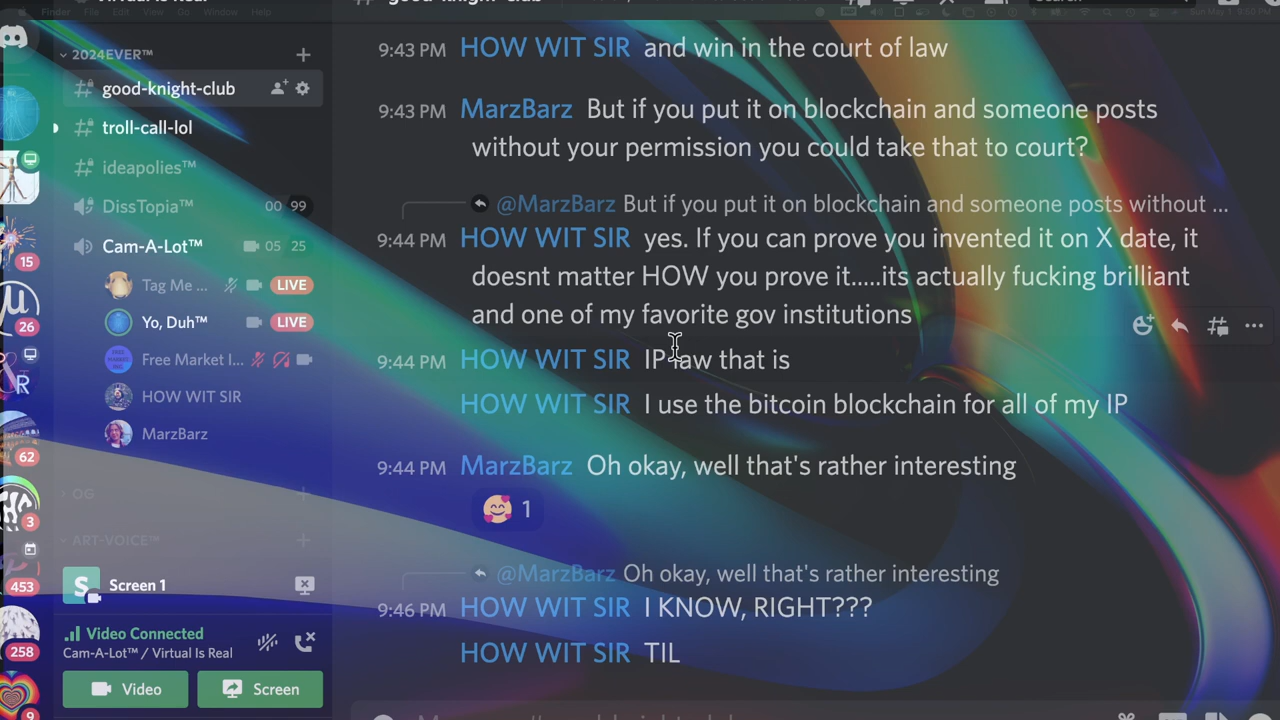 2024EVER™
good-knight-club
troll-call-lol
ideapolies™
DissTopia™ 00 99
Cam-A-Lot™ 05 25
Tag Me ... LIVE
Yo, Duh™ LIVE
Free Market I... 
HOW WIT SIR
MarzBarz
OG
ART-VOICE™
Screen 1
Video Connected
Cam-A-Lot™ / Virtual Is Real
Video
Screen
15
26
62
3
453
258
9
9:43 PM HOW WIT SIR and win in the court of law
9:43 PM MarzBarz But if you put it on blockchain and someone posts
without your permission you could take that to court?
@MarzBarz But if you put it on blockchain and someone posts without ...
9:44 PM HOW WIT SIR yes. If you can prove you invented it on X date, it
doesnt matter HOW you prove it.....its actually fucking brilliant
and one of my favorite gov institutions
9:44 PM HOW WIT SIR IP law that is
HOW WIT SIR I use the bitcoin blockchain for all of my IP
9:44 PM MarzBarz Oh okay, well that's rather interesting
1
@MarzBarz Oh okay, well that's rather interesting
9:46 PM HOW WIT SIR I KNOW, RIGHT???
HOW WIT SIR TIL